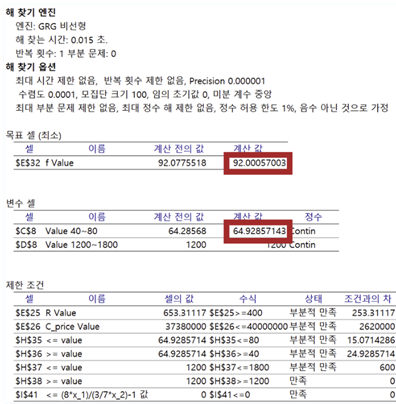 해 찾기 엔진
엔진: GRG 비선형
해 찾는 시간: 0.015 초.
반복 횟수: 1 부분 문제: 0
해 찾기 옵션
최대 시간 제한 없음, 반복 횟수 제한 없음, Precision 0.000001
수렴도 0.0001, 모집단 크기 100, 임의 초기값 0, 미분 계수 중앙
최대 부분 문제 제한 없음, 최대 정수 해 제한 없음, 정수 허용 한도 1%, 음수 아닌 것으로 가정
목표 셀 (최소)
셀 이름 계산 전의 값 계산 값
$E$32 f Value 92.0775518 92.00057003
변수 셀
셀 이름 계산 전의 값 계산 값 정수
$C$8 Value 40~80 64.28568 64.92857143 Contin
$D$8 Value 1200~1800 1200 1200 Contin
제한 조건
셀 이름 셀의 값 수식 상태 조건과의 차
$E$25 R Value 653.31117 $E$25>=400 부분적 만족 253.31117
$E$26 C_price Value 37380000 $E$26<=40000000 부분적 만족 2620000
$H$35 <= value 64.9285714 $H$35<=80 부분적 만족 15.0714286
$H$36 >= value 64.9285714 $H$36>=40 부분적 만족 24.9285714
$H$37 <= value 1200 $H$37<=1800 부분적 만족 600
$H$38 >= value 1200 $H$38>=1200 만족 0
$I$41 <= (8*x_1)/(3/7*x_2)-1 값 0 $I$41<=0 만족 0